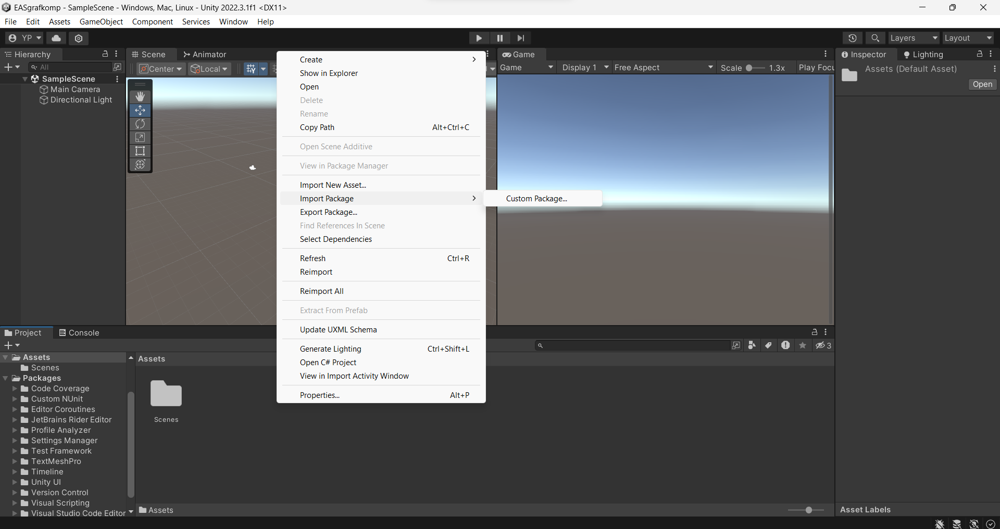 EASgrafkomp - SampleScene - Windows, Mac, Linux - Unity 2022.3.1f1 <DX11>
File Edit Assets GameObject Component Services Window Help
YP
Layers
Layout
Hierarchy
All
SampleScene
Main Camera
Directional Light
Scene
Animator
Center
Local
Create
Show in Explorer
Open
Delete
Rename
Copy Path Alt+Ctrl+C
Open Scene Additive
View in Package Manager
Import New Asset...
Import Package
Custom Package...
Export Package...
Find References In Scene
Select Dependencies
Refresh Ctrl+R
Reimport
Reimport All
Extract From Prefab
Update UXML Schema
Generate Lighting Ctrl+Shift+L
Open C# Project
View in Import Activity Window
Properties... Alt+P
Game
Game Display 1 Free Aspect Scale 1.3x Play Focu
Inspector
Lighting
Assets (Default Asset)
Open
Project
Console
3
Assets
Scenes
Packages
Code Coverage
Custom NUnit
Editor Coroutines
JetBrains Rider Editor
Profile Analyzer
Settings Manager
Test Framework
TextMeshPro
Timeline
Unity UI
Version Control
Visual Scripting
Visual Studio Code Editor
Assets
Scenes
Assets
Asset Labels